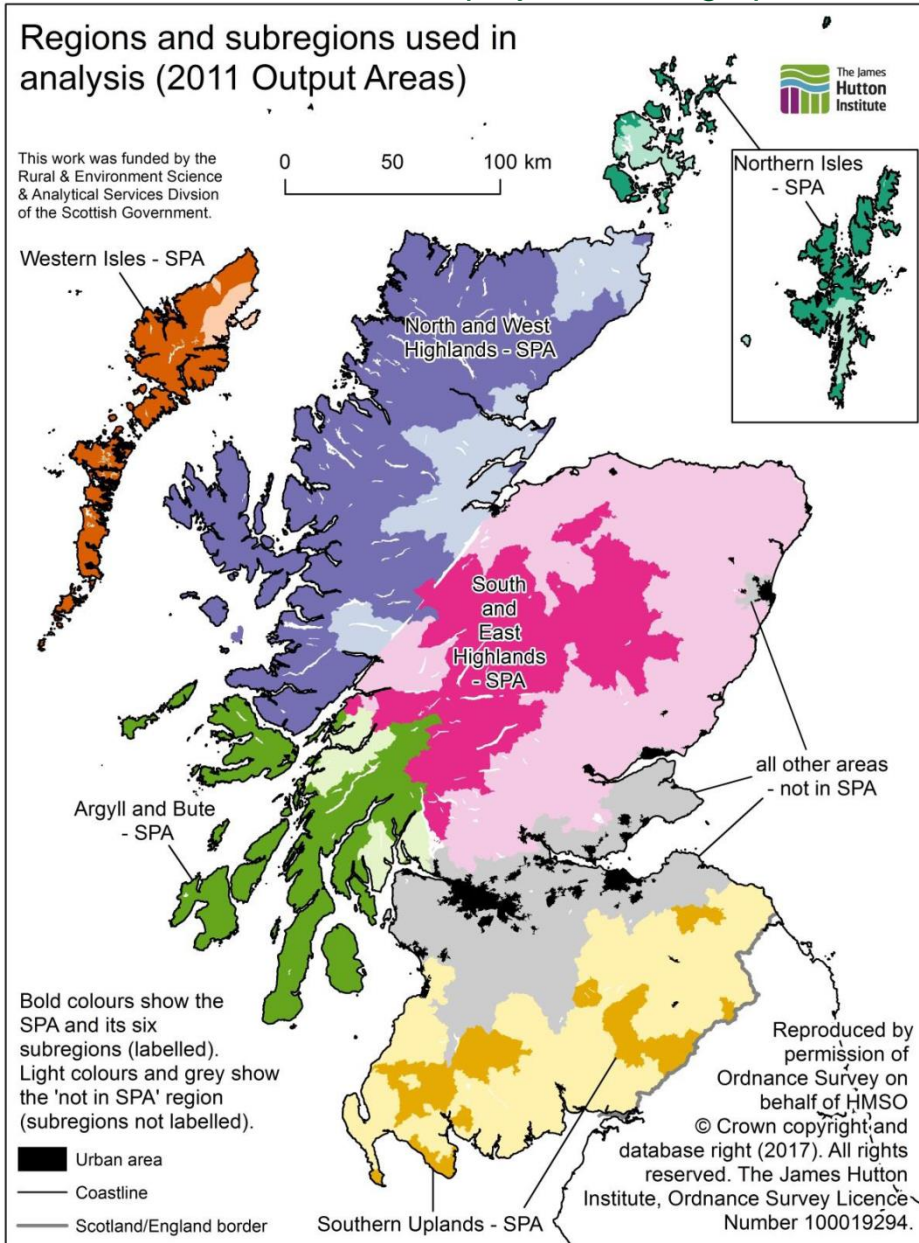 Regions and subregions used in
analysis (2011 Output Areas)
The James
Hutton
Institute
This work was funded by the
Rural & Environment Science
& Analytical Services Division
of the Scottish Government.
0 50 100 km
Northern Isles
- SPA
Western Isles - SPA
North and West
Highlands - SPA
South
and
East
Highlands
- SPA
all other areas
- not in SPA
Argyll and Bute
- SPA
Bold colours show the
SPA and its six
subregions (labelled).
Light colours and grey show
the 'not in SPA' region
(subregions not labelled).
Urban area
Coastline
Scotland/England border
Southern Uplands - SPA
Reproduced by
permission of
Ordnance Survey on
behalf of HMSO
© Crown copyright and
database right (2017). All rights
reserved. The James Hutton
Institute, Ordnance Survey Licence
Number 100019294.